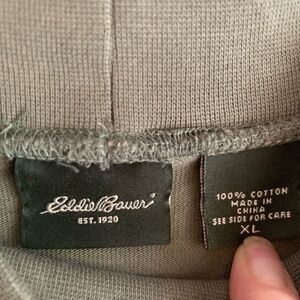 Eddie Bauer
EST. 1920
100% COTTON
MADE IN
CHINA
SEE SIDE FOR CARE
XL